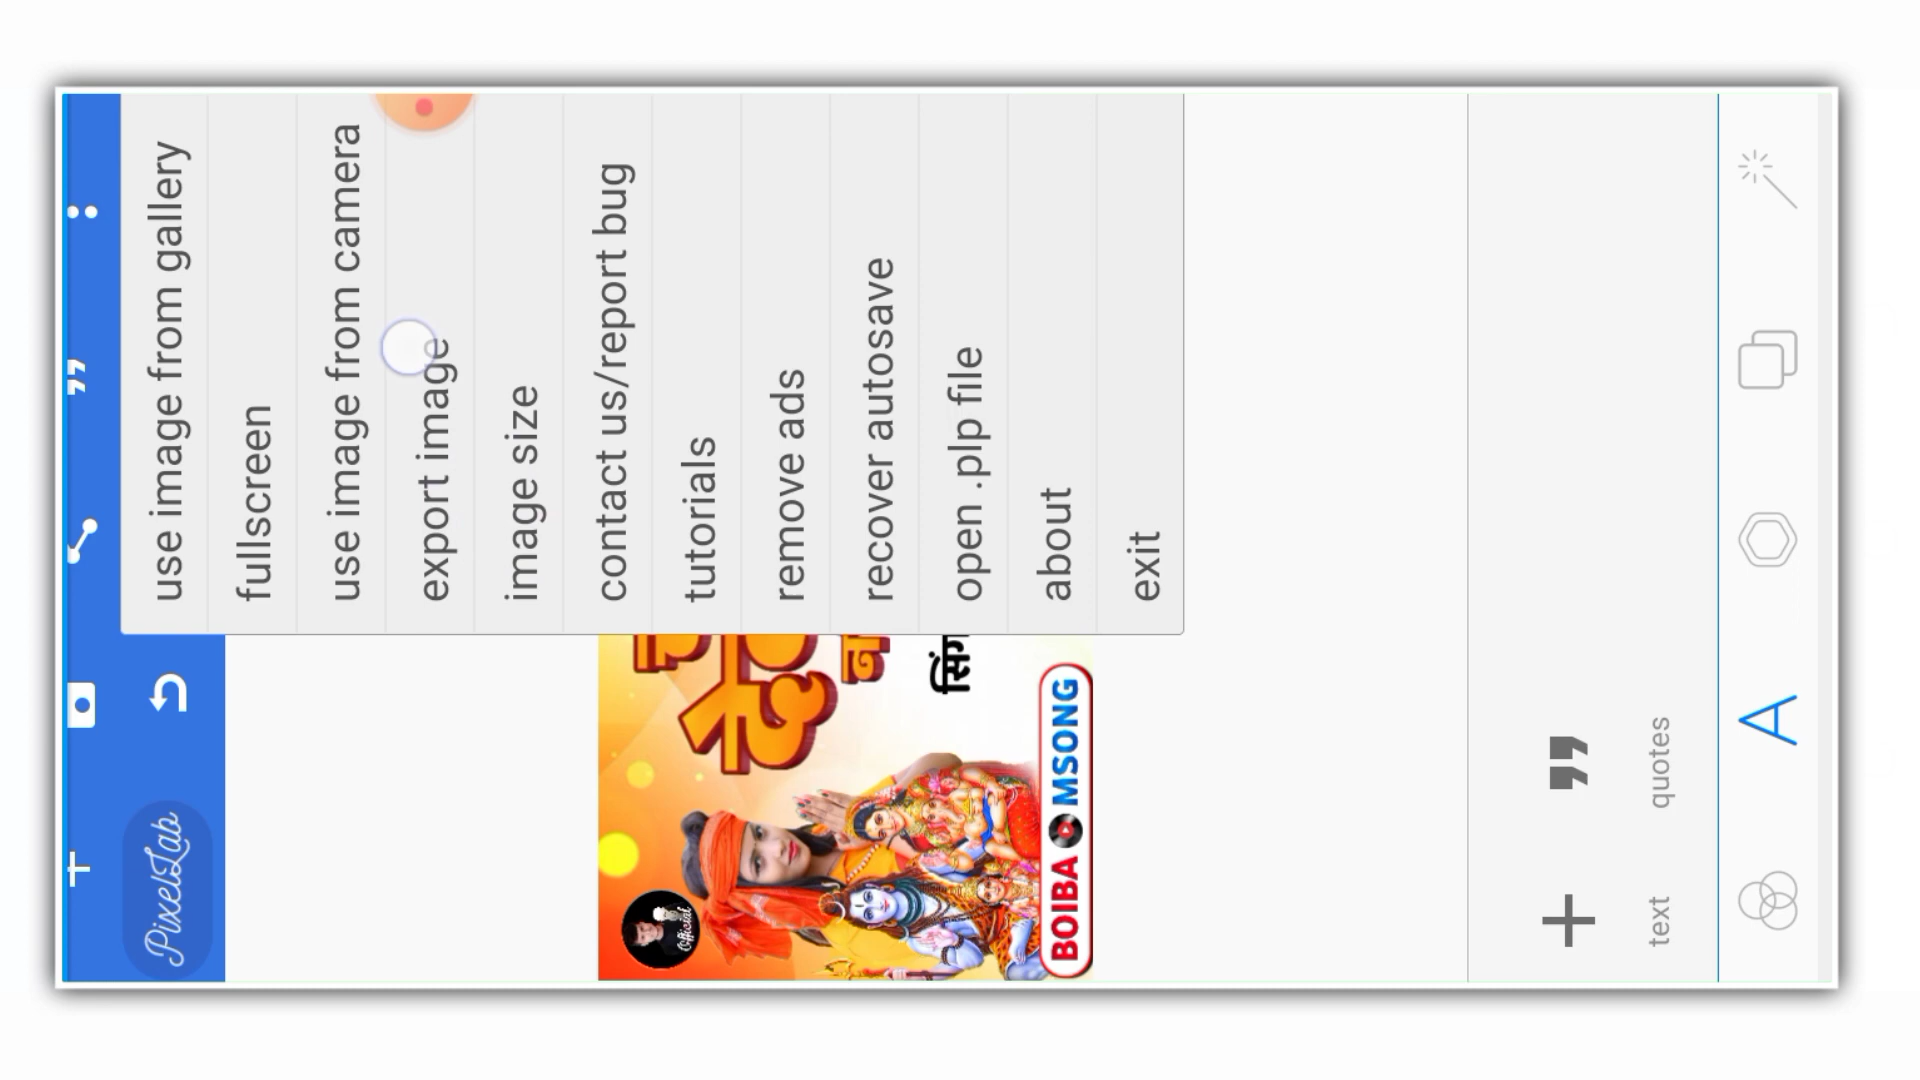 PixelLab
use image from gallery
fullscreen
use image from camera
export image
image size
contact us/report bug
tutorials
remove ads
recover autosave
open .plp file
about
exit
Official
BOIBA MSONG
text
quotes